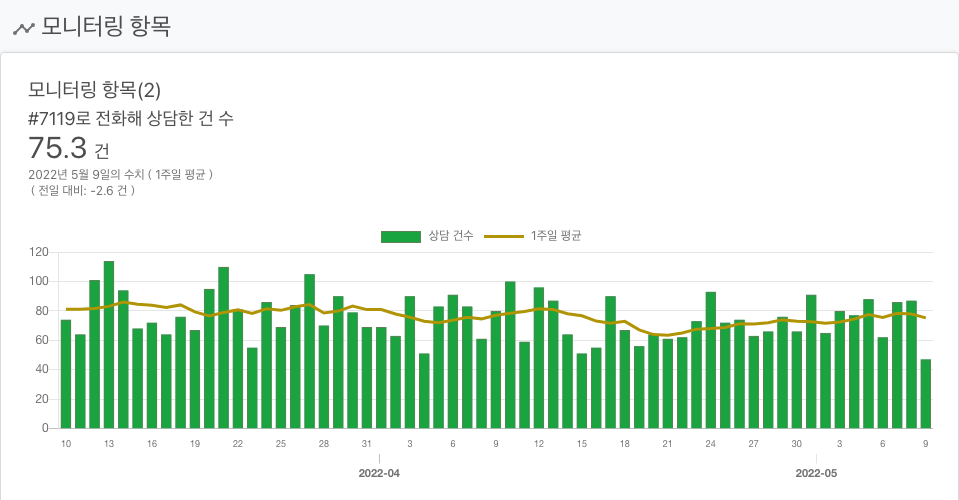 모니터링 항목
모니터링 항목(2)
#7119로 전화해 상담한 건 수
75.3 건
2022년 5월 9일의 수치 ( 1주일 평균 )
( 전일 대비: -2.6 건 )
상담 건수 1주일 평균
120
100
80
60
40
20
0
10 13 16 19 22 25 28 31 3 6 9 12 15 18 21 24 27 30 3 6 9
2022-04 2022-05